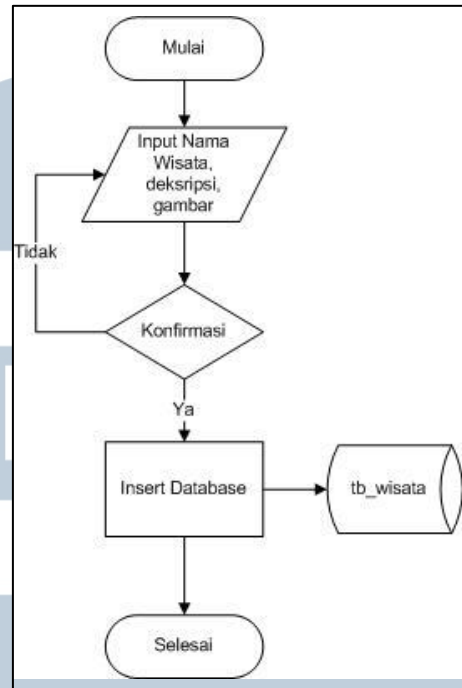 Mulai
Input Nama
Wisata,
deksripsi,
gambar
Tidak
Konfirmasi
Ya
Insert Database
tb_wisata
Selesai